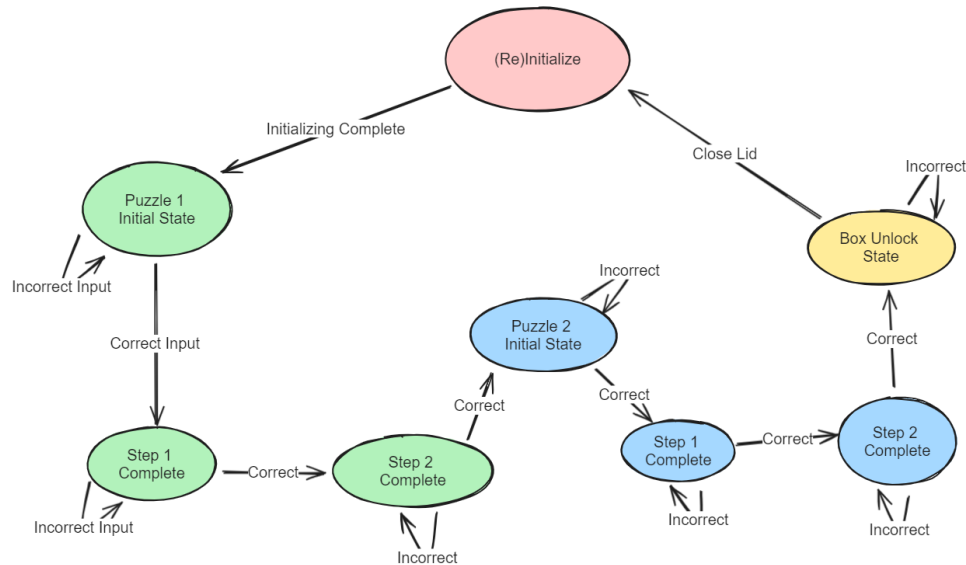 (Re)Initialize
Initializing Complete
Close Lid
Incorrect
Puzzle 1
Initial State
Box Unlock
State
Incorrect Input
Incorrect
Puzzle 2
Initial State
Correct Input
Correct
Correct
Correct
Step 1
Complete
Correct
Step 2
Complete
Step 1
Complete
Correct
Step 2
Complete
Incorrect Input
Incorrect
Incorrect
Incorrect